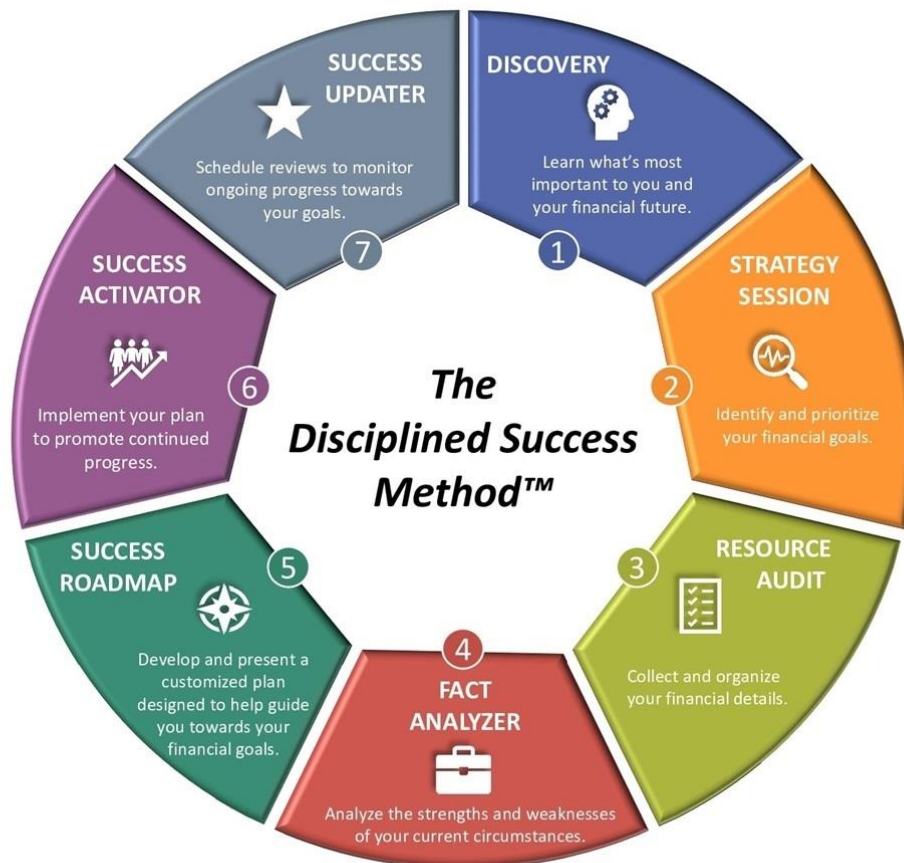 The
Disciplined Success
Method™
DISCOVERY
Learn what's most
important to you and
your financial future.
1
STRATEGY
SESSION
2
Identify and prioritize
your financial goals.
RESOURCE
AUDIT
3
Collect and organize
your financial details.
4
FACT
ANALYZER
Analyze the strengths and weaknesses
of your current circumstances.
SUCCESS
ROADMAP
5
Develop and present a
customized plan
designed to help guide
you towards your
financial goals.
SUCCESS
ACTIVATOR
6
Implement your plan
to promote continued
progress.
SUCCESS
UPDATER
Schedule reviews to monitor
ongoing progress towards
your goals.
7